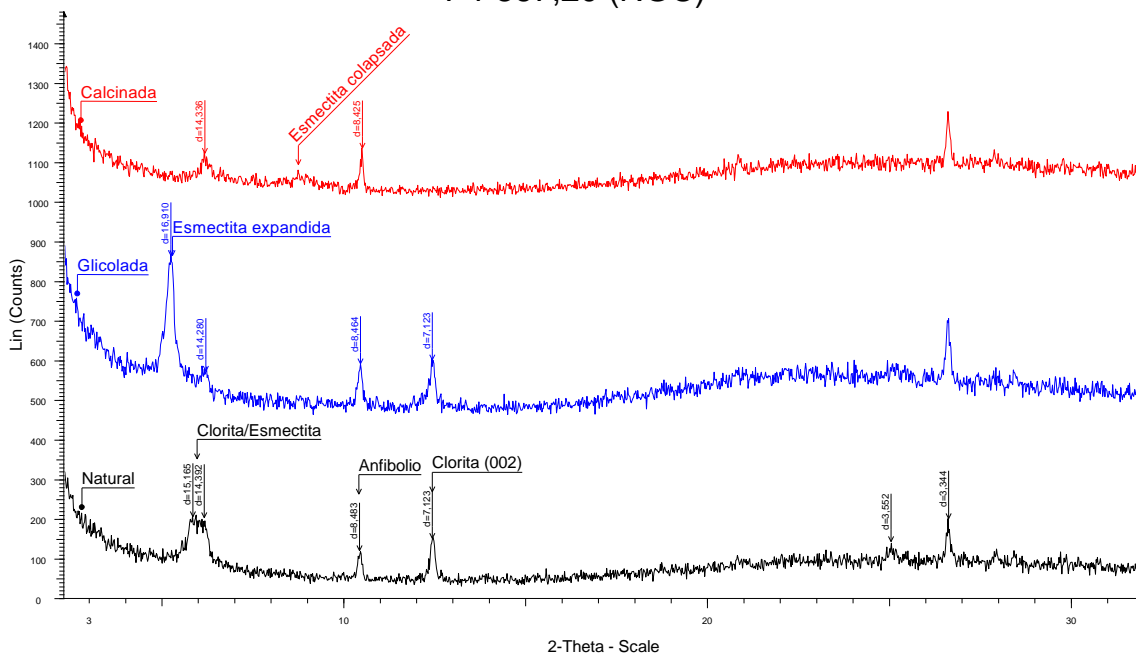 Lin (Counts)
1400
1300
1200
1100
1000
900
800
700
600
500
400
300
200
100
0
Calcinada
d=14,336
Esmectita colapsada
d=8,425
Glicolada
d=16,910
Esmectita expandida
d=14,280
d=8,464
d=7,123
Natural
d=15,165
d=14,392
Clorita/Esmectita
Anfibolio
d=8,483
Clorita (002)
d=7,123
d=3,552
d=3,344
3
10
20
30
2-Theta - Scale